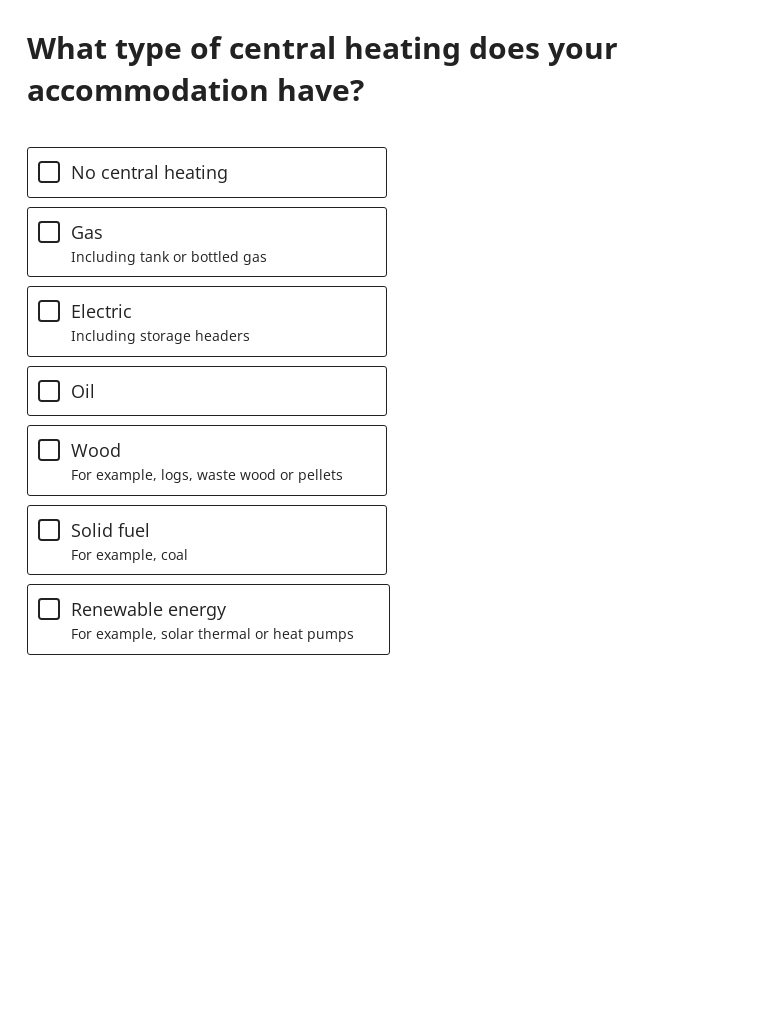 What type of central heating does your
accommodation have?
No central heating
Gas
Including tank or bottled gas
Electric
Including storage headers
Oil
Wood
For example, logs, waste wood or pellets
Solid fuel
For example, coal
Renewable energy
For example, solar thermal or heat pumps